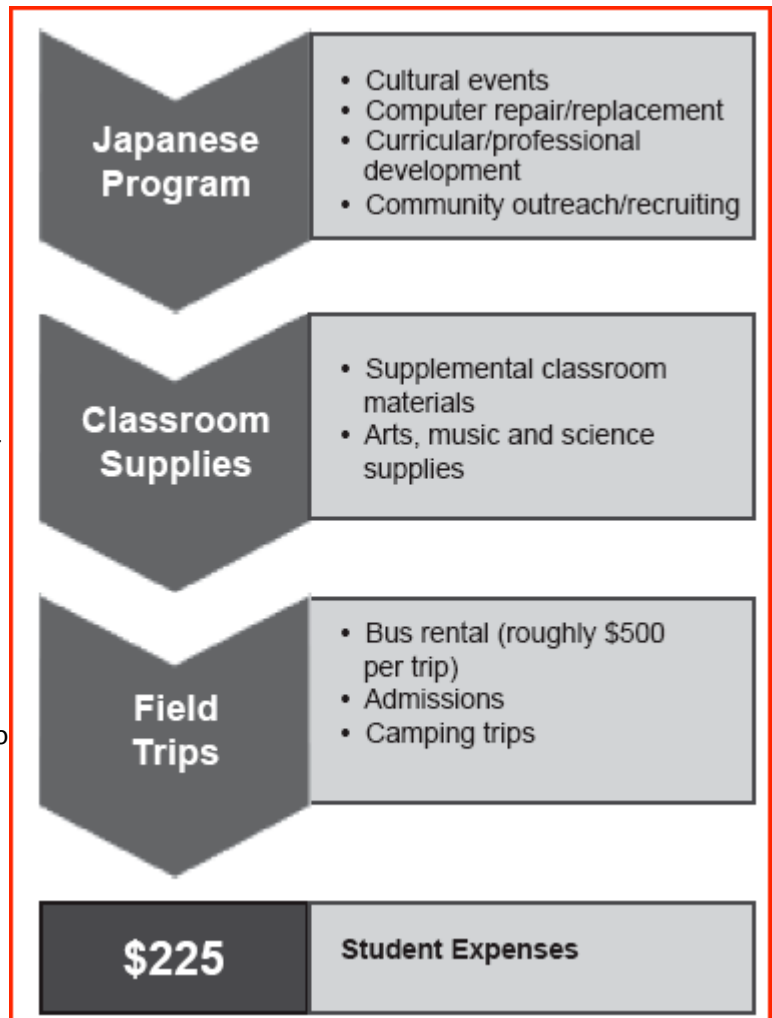 Japanese
Program
• Cultural events
• Computer repair/replacement
• Curricular/professional
development
• Community outreach/recruiting
Classroom
Supplies
• Supplemental classroom
materials
• Arts, music and science
supplies
Field
Trips
• Bus rental (roughly $500
per trip)
• Admissions
• Camping trips
$225
Student Expenses